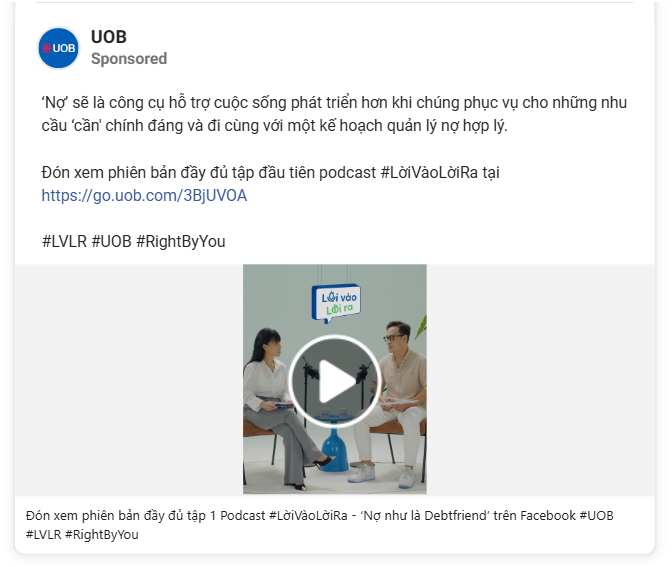 UOB
UOB
Sponsored
‘Nợ’ sẽ là công cụ hỗ trợ cuộc sống phát triển hơn khi chúng phục vụ cho những nhu
cầu ‘cần' chính đáng và đi cùng với một kế hoạch quản lý nợ hợp lý.
Đón xem phiên bản đầy đủ tập đầu tiên podcast #LờiVàoLờiRa tại
https://go.uob.com/3BjUVOA
#LVLR #UOB #RightByYou
Lời vào
Lời ra
Đón xem phiên bản đầy đủ tập 1 Podcast #LờiVàoLờiRa - ‘Nợ như là Debtfriend’ trên Facebook #UOB
#LVLR #RightByYou